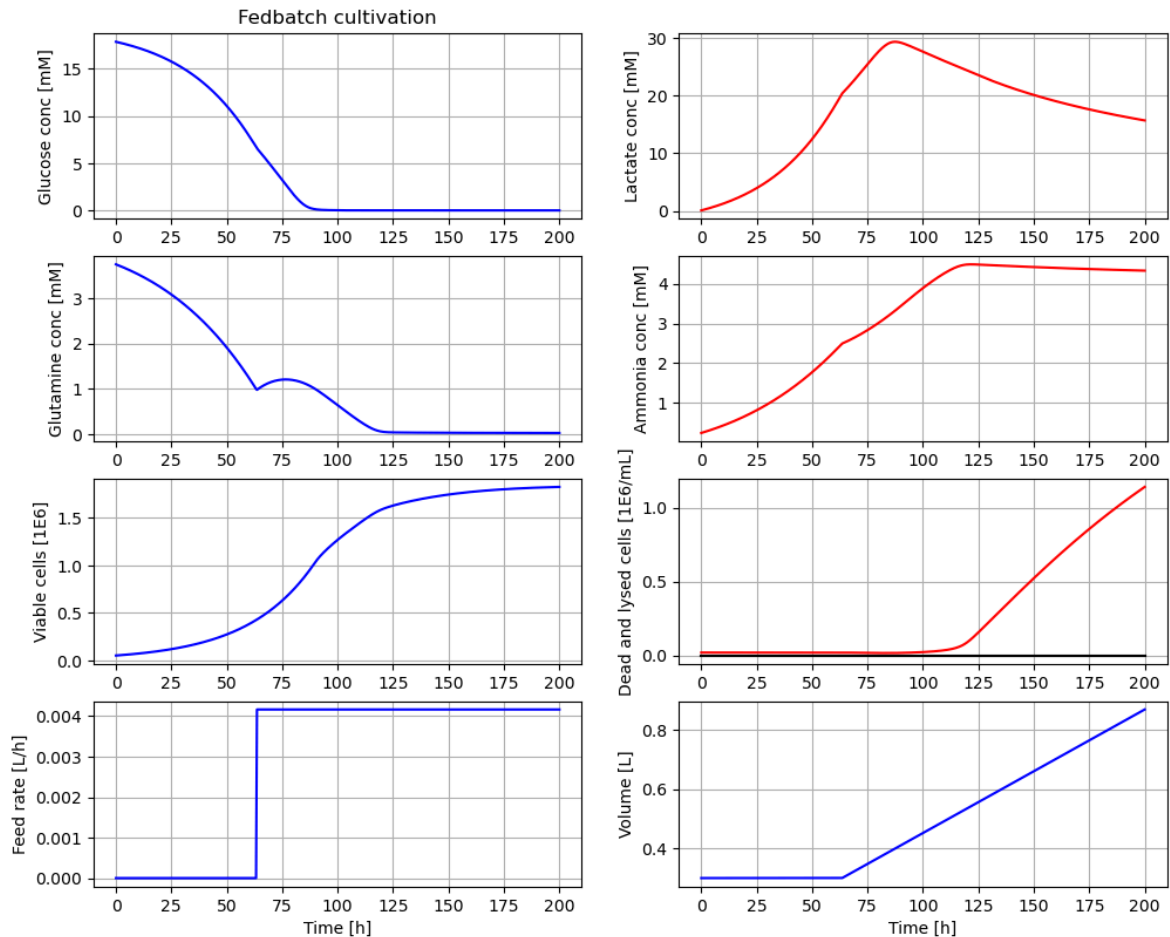 Fedbatch cultivation
Glucose conc [mM]
15
10
5
0
0 25 50 75 100 125 150 175 200
Lactate conc [mM]
30
20
10
0
0 25 50 75 100 125 150 175 200
Glutamine conc [mM]
3
2
1
0
0 25 50 75 100 125 150 175 200
Ammonia conc [mM]
4
3
2
1
0 25 50 75 100 125 150 175 200
Viable cells [1E6]
1.5
1.0
0.5
0.0
0 25 50 75 100 125 150 175 200
Dead and lysed cells [1E6/mL]
1.0
0.5
0.0
0 25 50 75 100 125 150 175 200
Feed rate [L/h]
0.004
0.003
0.002
0.001
0.000
0 25 50 75 100 125 150 175 200
Time [h]
Volume [L]
0.8
0.6
0.4
0 25 50 75 100 125 150 175 200
Time [h]